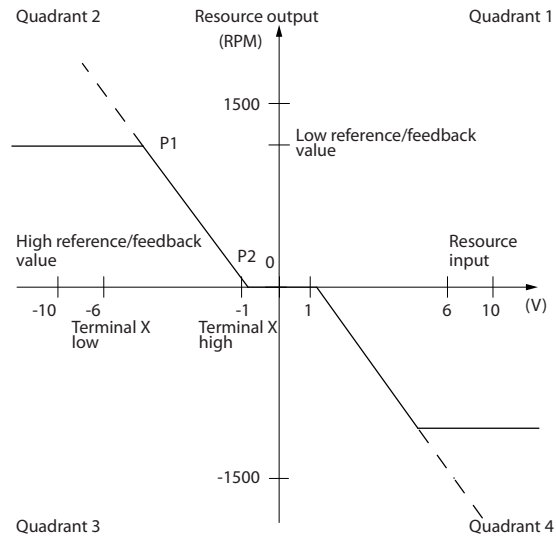 Quadrant 2
Resource output
(RPM)
Quadrant 1
1500
P1
Low reference/feedback
value
High reference/feedback
value
P2
0
Resource
input
-10
-6
-1
1
6
10
(V)
Terminal X
low
Terminal X
high
-1500
Quadrant 3
Quadrant 4